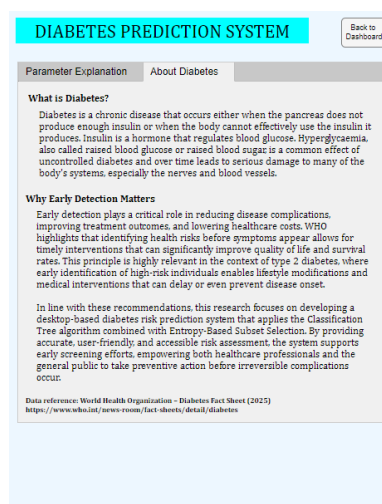 DIABETES PREDICTION SYSTEM
Back to
Dashboard
Parameter Explanation
About Diabetes
What is Diabetes?
Diabetes is a chronic disease that occurs either when the pancreas does not
produce enough insulin or when the body cannot effectively use the insulin it
produces. Insulin is a hormone that regulates blood glucose. Hyperglycaemia,
also called raised blood glucose or raised blood sugar, is a common effect of
uncontrolled diabetes and over time leads to serious damage to many of the
body's systems, especially the nerves and blood vessels.
Why Early Detection Matters
Early detection plays a critical role in reducing disease complications,
improving treatment outcomes, and lowering healthcare costs. WHO
highlights that identifying health risks before symptoms appear allows for
timely interventions that can significantly improve quality of life and survival
rates. This principle is highly relevant in the context of type 2 diabetes, where
early identification of high-risk individuals enables lifestyle modifications and
medical interventions that can delay or even prevent disease onset.
In line with these recommendations, this research focuses on developing a
desktop-based diabetes risk prediction system that applies the Classification
Tree algorithm combined with Entropy-Based Subset Selection. By providing
accurate, user-friendly, and accessible risk assessment, the system supports
early screening efforts, empowering both healthcare professionals and the
general public to take preventive action before irreversible complications
occur.
Data reference: World Health Organization – Diabetes Fact Sheet (2025)
https://www.who.int/news-room/fact-sheets/detail/diabetes